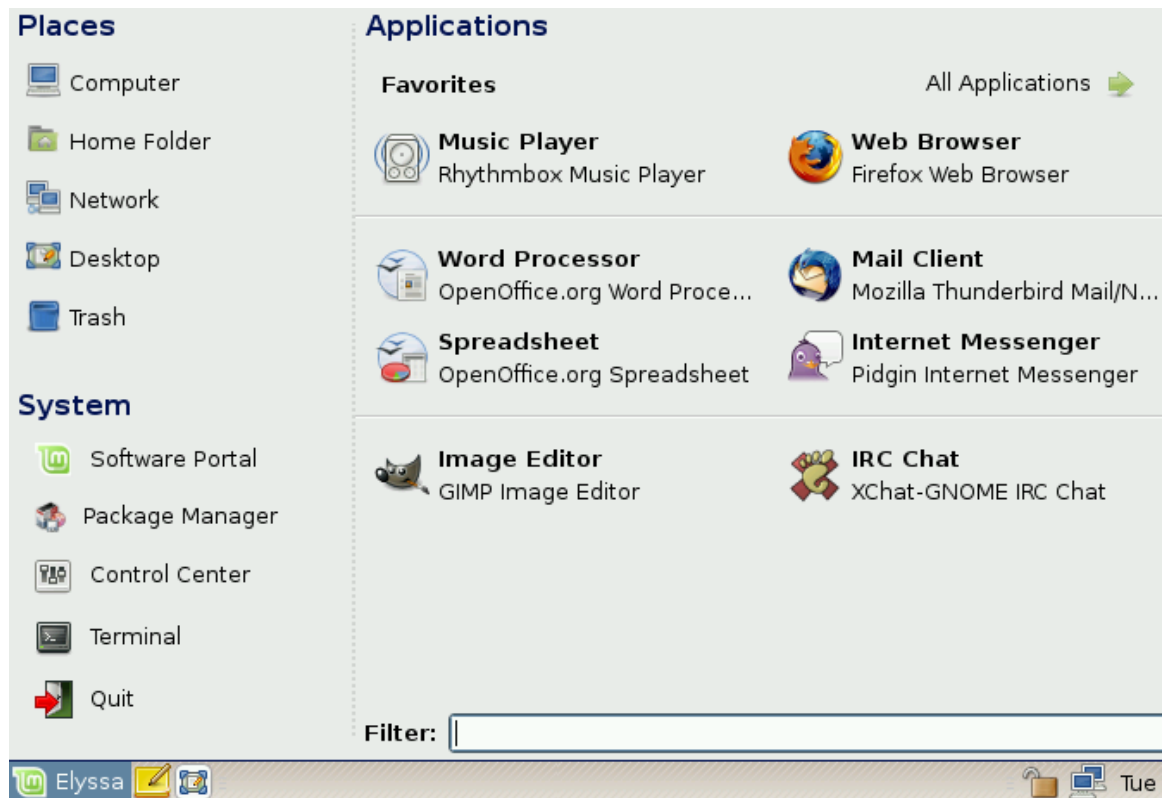 Places
Computer
Home Folder
Network
Desktop
Trash
System
Software Portal
Package Manager
Control Center
Terminal
Quit
Applications
Favorites
All Applications
Music Player
Rhythmbox Music Player
Web Browser
Firefox Web Browser
Word Processor
OpenOffice.org Word Proce...
Mail Client
Mozilla Thunderbird Mail/N...
Spreadsheet
OpenOffice.org Spreadsheet
Internet Messenger
Pidgin Internet Messenger
Image Editor
GIMP Image Editor
IRC Chat
XChat-GNOME IRC Chat
Filter:
Elyssa
Tue